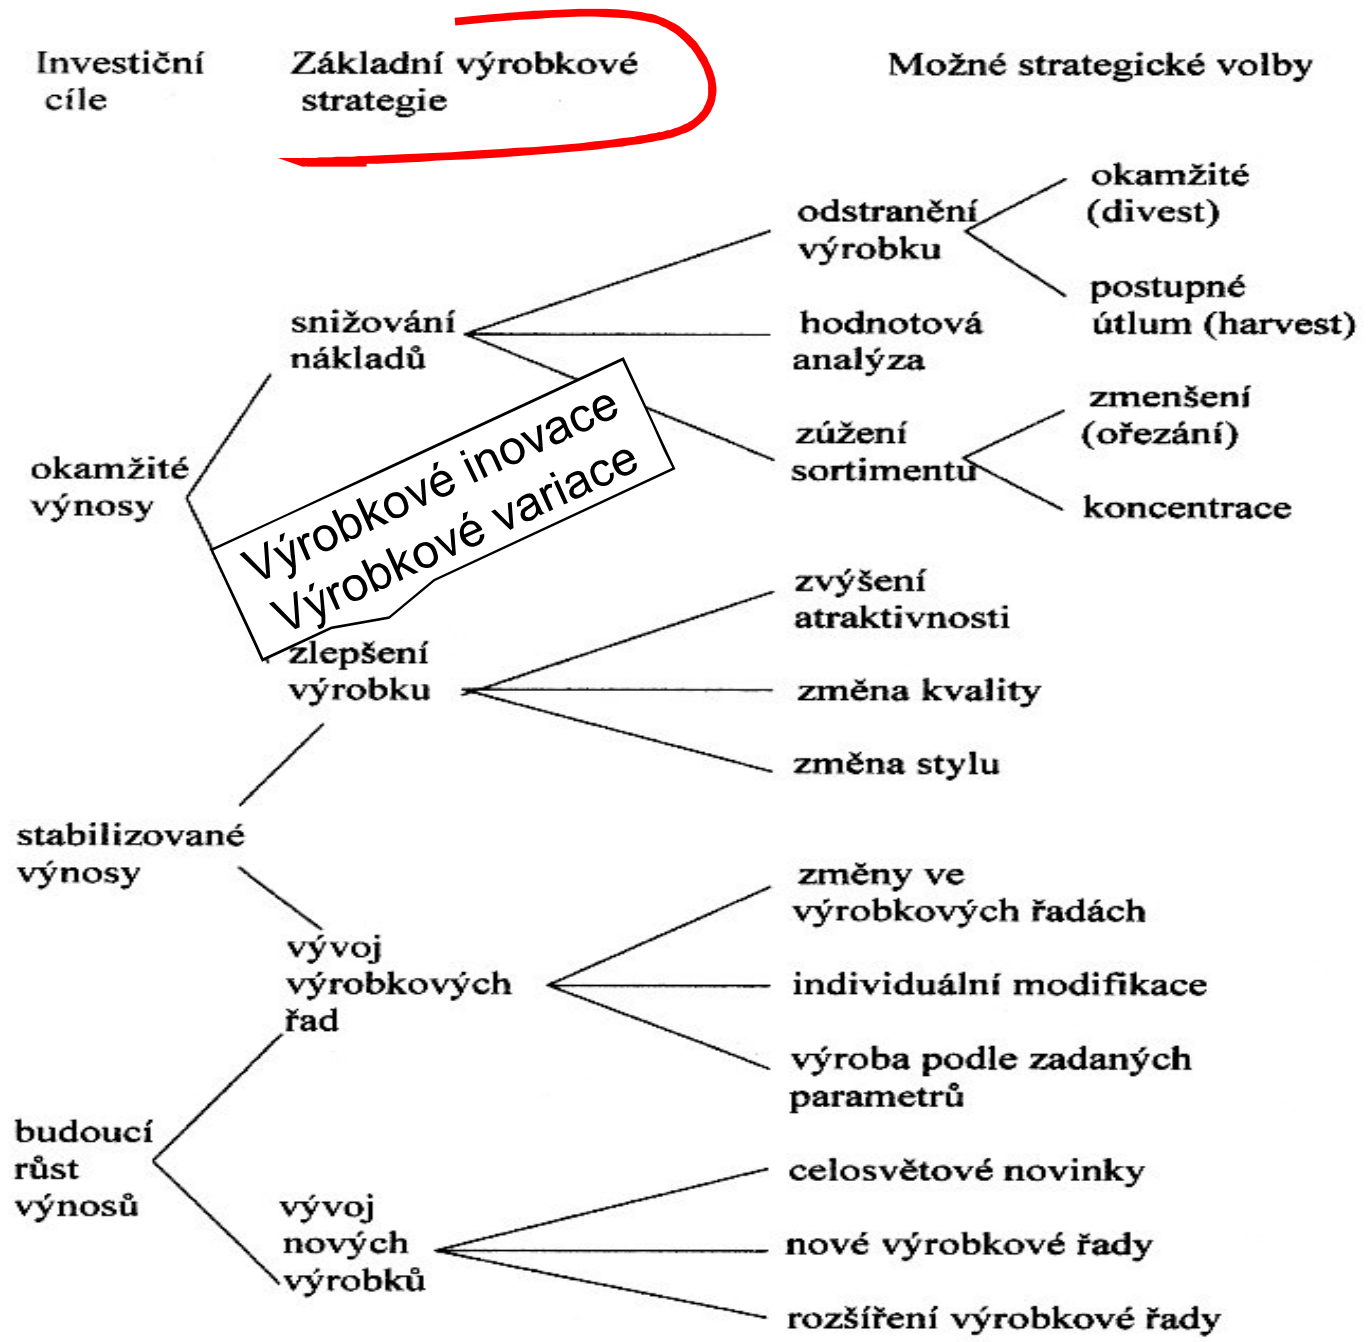 Investiční
cíle
Základní výrobkové
strategie
Možné strategické volby
okamžité
výnosy
snižování
nákladů
odstranění
výrobku
okamžité
(divest)
postupné
útlum (harvest)
hodnotová
analýza
zúžení
sortimentu
zmenšení
(ořezání)
koncentrace
Výrobkové inovace
Výrobkové variace
zlepšení
výrobku
zvýšení
atraktivnosti
změna kvality
změna stylu
stabilizované
výnosy
vývoj
výrobkových
řad
změny ve
výrobkových řadách
individuální modifikace
výroba podle zadaných
parametrů
budoucí
růst
výnosů
vývoj
nových
výrobků
celosvětové novinky
nové výrobkové řady
rozšíření výrobkové řady